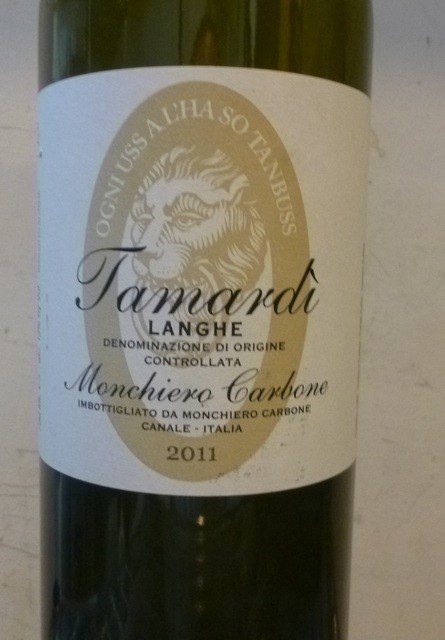 OGNI USS A L'HA SO TANBUSS
Tamardì
LANGHE
DENOMINAZIONE DI ORIGINE
CONTROLLATA
Monchiero Carbone
IMBOTTIGLIATO DA MONCHIERO CARBONE
CANALE - ITALIA
2011